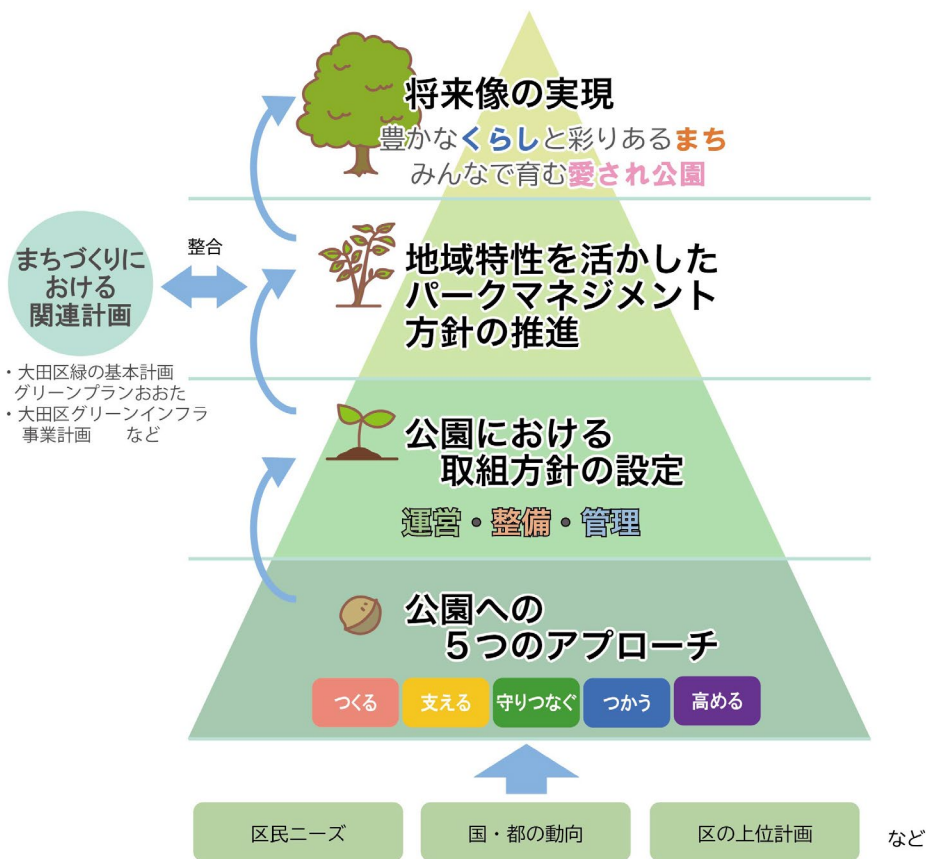 将来像の実現
豊かなくらしと彩りあるまち
みんなで育む愛され公園
まちづくりに
おける
関連計画
整合
・大田区緑の基本計画
グリーンプランおおた
・大田区グリーンインフラ
事業計画　など
地域特性を活かした
パークマネジメント
方針の推進
公園における
取組方針の設定
運営・整備・管理
公園への
５つのアプローチ
つくる
支える
守りつなぐ
つかう
高める
区民ニーズ
国・都の動向
区の上位計画
など